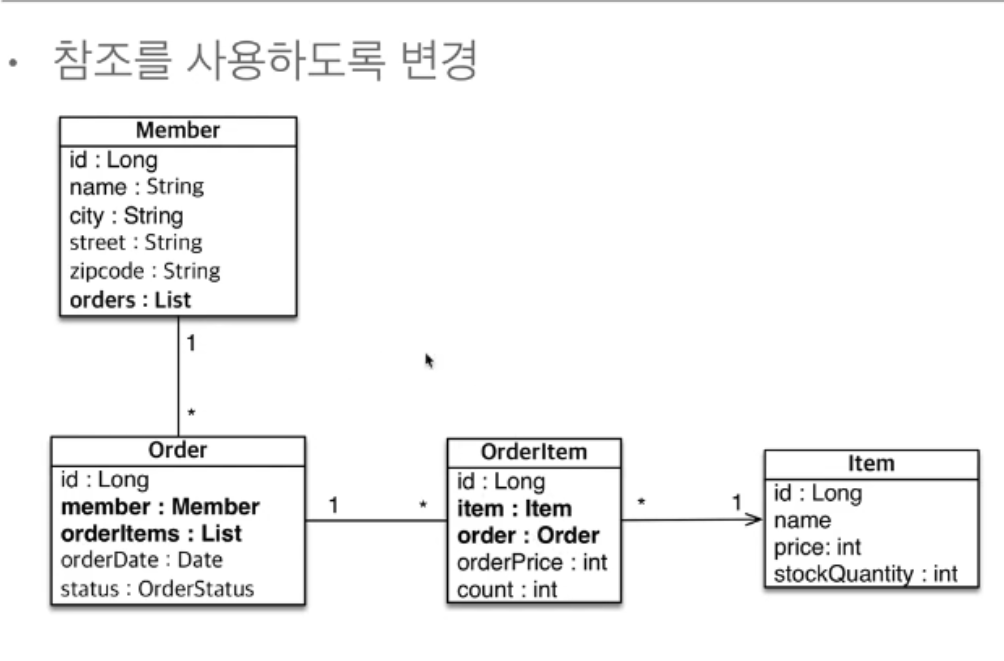 • 참조를 사용하도록 변경
Member
id : Long
name : String
city : String
street : String
zipcode : String
orders : List
1
*
Order
id : Long
member : Member
orderItems : List
orderDate : Date
status : OrderStatus
1
*
OrderItem
id : Long
item : Item
order : Order
orderPrice : int
count : int
*
1
Item
id : Long
name
price: int
stockQuantity : int